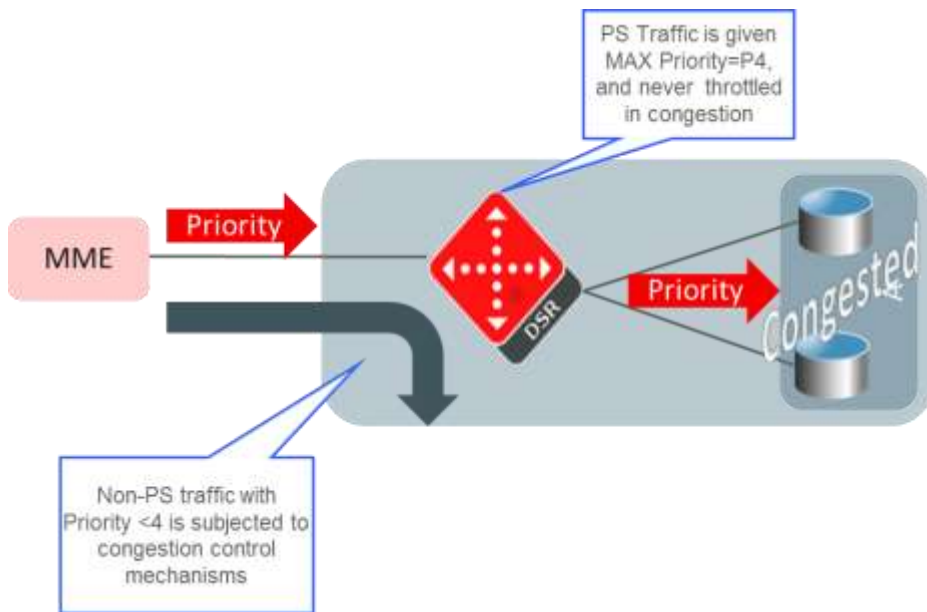 PS Traffic is given
MAX Priority=P4,
and never throttled
in congestion
Priority
MME
DSR
Priority
Congested
Non-PS traffic with
Priority <4 is subjected to
congestion control
mechanisms